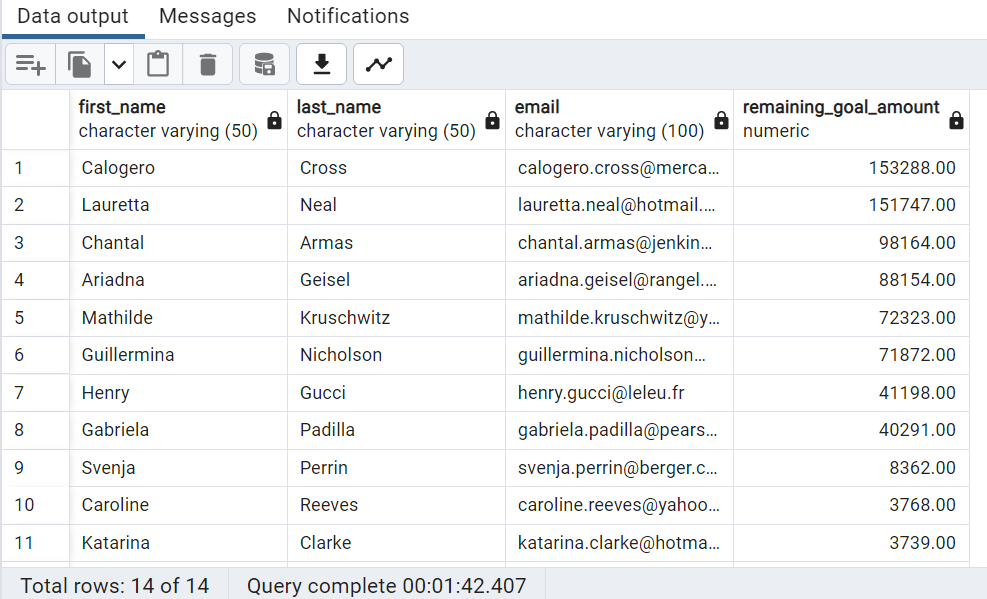 Data output Messages Notifications
first_name last_name email remaining_goal_amount
character varying (50) character varying (50) character varying (100) numeric
1 Calogero Cross calogero.cross@merca... 153288.00
2 Lauretta Neal lauretta.neal@hotmail.... 151747.00
3 Chantal Armas chantal.armas@jenkin... 98164.00
4 Ariadna Geisel ariadna.geisel@rangel.... 88154.00
5 Mathilde Kruschwitz mathilde.kruschwitz@y... 72323.00
6 Guillermina Nicholson guillermina.nicholson... 71872.00
7 Henry Gucci henry.gucci@leleu.fr 41198.00
8 Gabriela Padilla gabriela.padilla@pears... 40291.00
9 Svenja Perrin svenja.perrin@berger.c... 8362.00
10 Caroline Reeves caroline.reeves@yahoo... 3768.00
11 Katarina Clarke katarina.clarke@hotma... 3739.00
Total rows: 14 of 14 Query complete 00:01:42.407